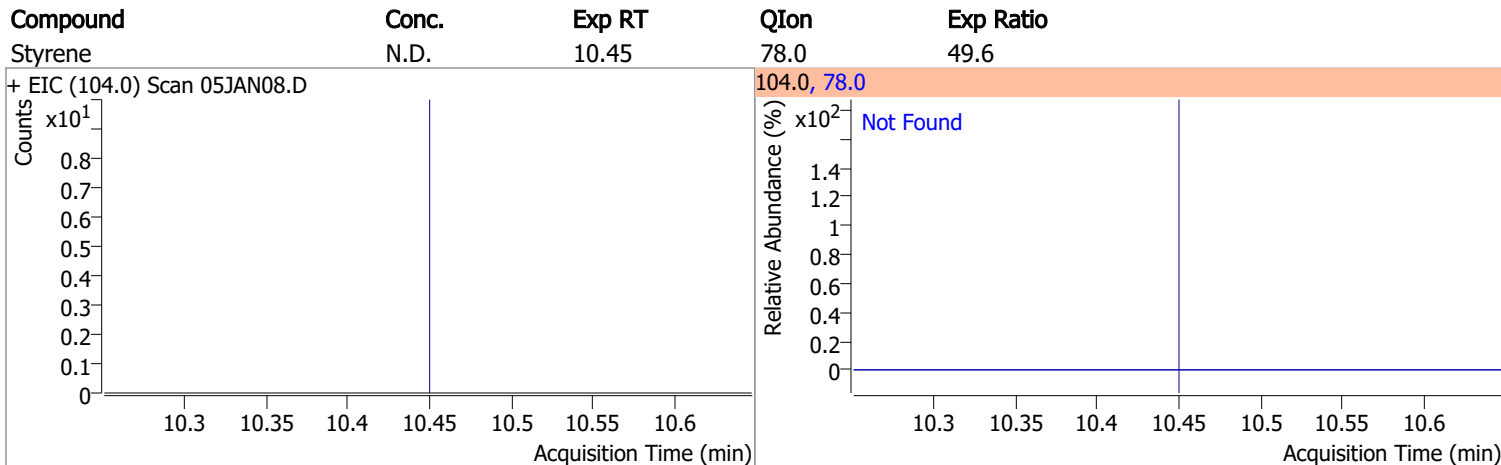 Compound Conc. Exp RT QIon Exp Ratio
Styrene N.D. 10.45 78.0 49.6
+ EIC (104.0) Scan 05JAN08.D
Counts
x10¹
0.8
0.7
0.6
0.5
0.4
0.3
0.2
0.1
0
10.3 10.35 10.4 10.45 10.5 10.55 10.6
Acquisition Time (min)
104.0, 78.0
Relative Abundance (%)
x10²
Not Found
1.4
1.2
1
0.8
0.6
0.4
0.2
0
10.3 10.35 10.4 10.45 10.5 10.55 10.6
Acquisition Time (min)